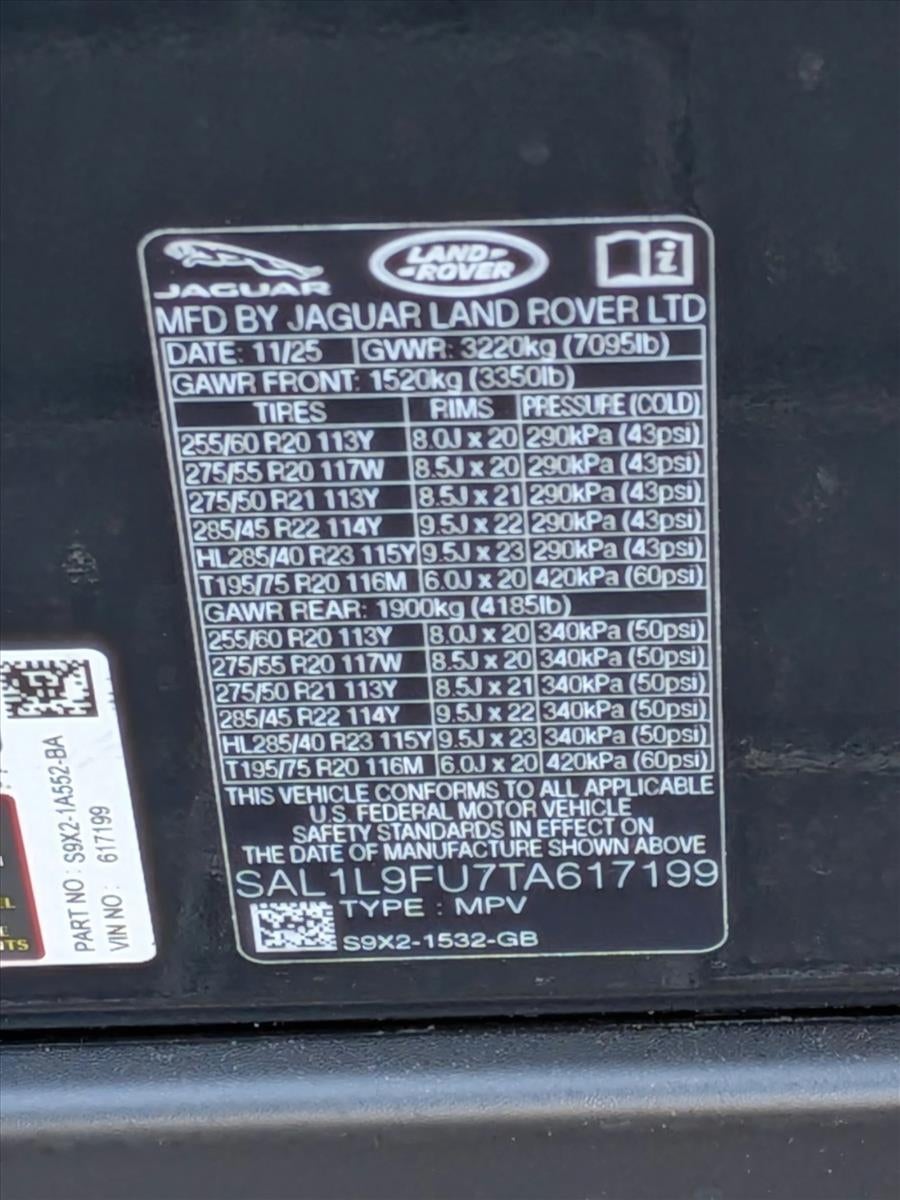 JAGUAR
LAND ROVER
MFD BY JAGUAR LAND ROVER LTD
DATE: 11/25 GVWR: 3220kg (7095lb)
GAWR FRONT: 1520kg (3350lb)
TIRES RIMS PRESSURE (COLD)
255/60 R20 113Y 8.0J x 20 290kPa (43psi)
275/55 R20 117W 8.5J x 20 290kPa (43psi)
275/50 R21 113Y 8.5J x 21 290kPa (43psi)
285/45 R22 114Y 9.5J x 22 290kPa (43psi)
HL285/40 R23 115Y 9.5J x 23 290kPa (43psi)
T195/75 R20 116M 6.0J x 20 420kPa (60psi)
GAWR REAR: 1900kg (4185lb)
255/60 R20 113Y 8.0J x 20 340kPa (50psi)
275/55 R20 117W 8.5J x 20 340kPa (50psi)
275/50 R21 113Y 8.5J x 21 340kPa (50psi)
285/45 R22 114Y 9.5J x 22 340kPa (50psi)
HL285/40 R23 115Y 9.5J x 23 340kPa (50psi)
T195/75 R20 116M 6.0J x 20 420kPa (60psi)
THIS VEHICLE CONFORMS TO ALL APPLICABLE
U.S. FEDERAL MOTOR VEHICLE
SAFETY STANDARDS IN EFFECT ON
THE DATE OF MANUFACTURE SHOWN ABOVE
SAL1L9FU7TA617199
TYPE : MPV
S9X2-1532-GB
PART NO : S9X2-1A552-BA
VIN NO : 617199